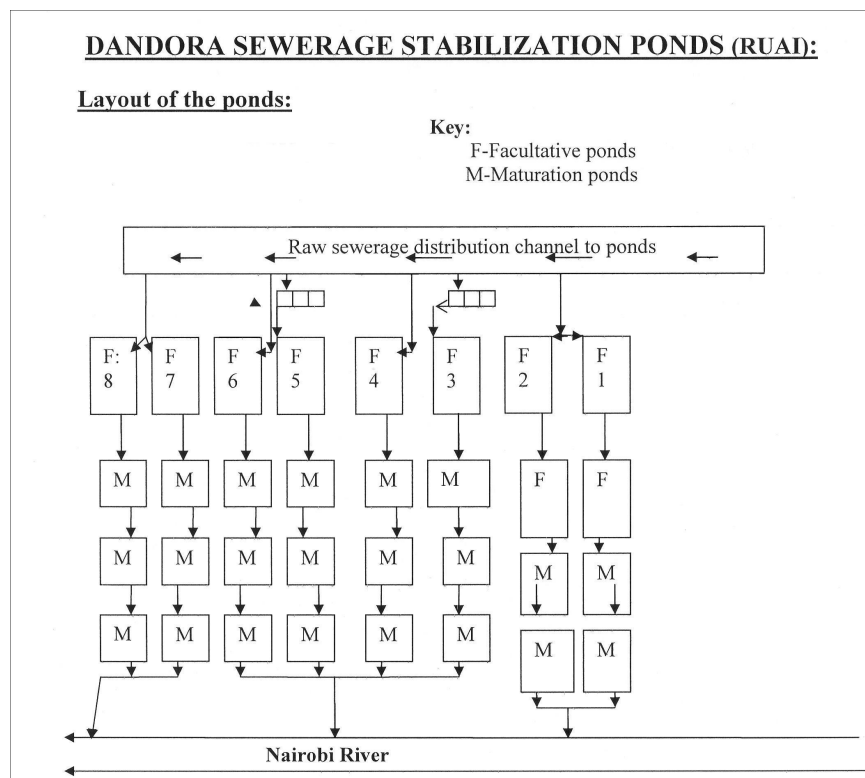 DANDORA SEWERAGE STABILIZATION PONDS (RUAI):
Layout of the ponds:
Key:
F-Facultative ponds
M-Maturation ponds
Raw sewerage distribution channel to ponds
F: F F F F F F F
8 7 6 5 4 3 2 1
M M M M M M F F
M M M M M M M M
M M M M M M M M
Nairobi River